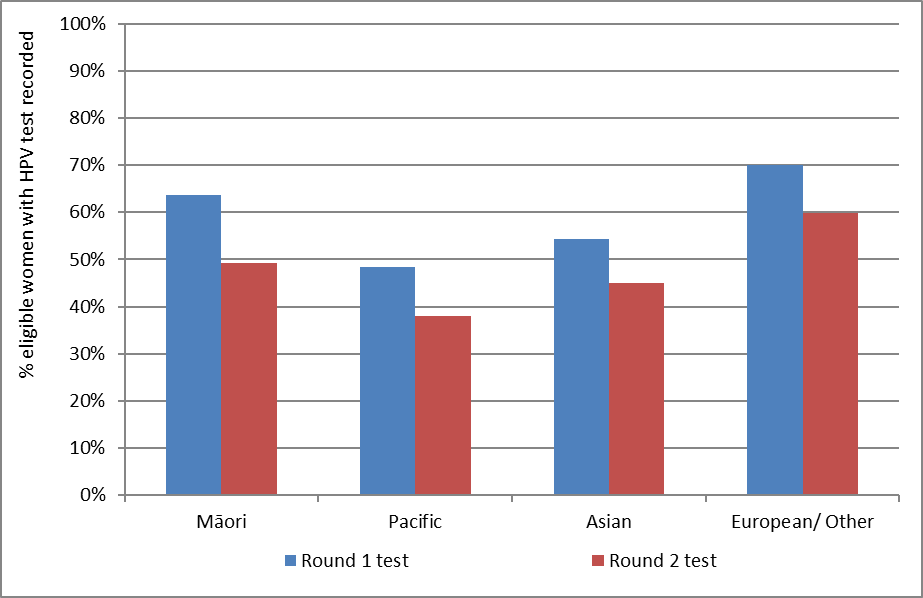 % eligible women with HPV test recorded
100%
90%
80%
70%
60%
50%
40%
30%
20%
10%
0%
Māori
Pacific
Asian
European/ Other
Round 1 test
Round 2 test